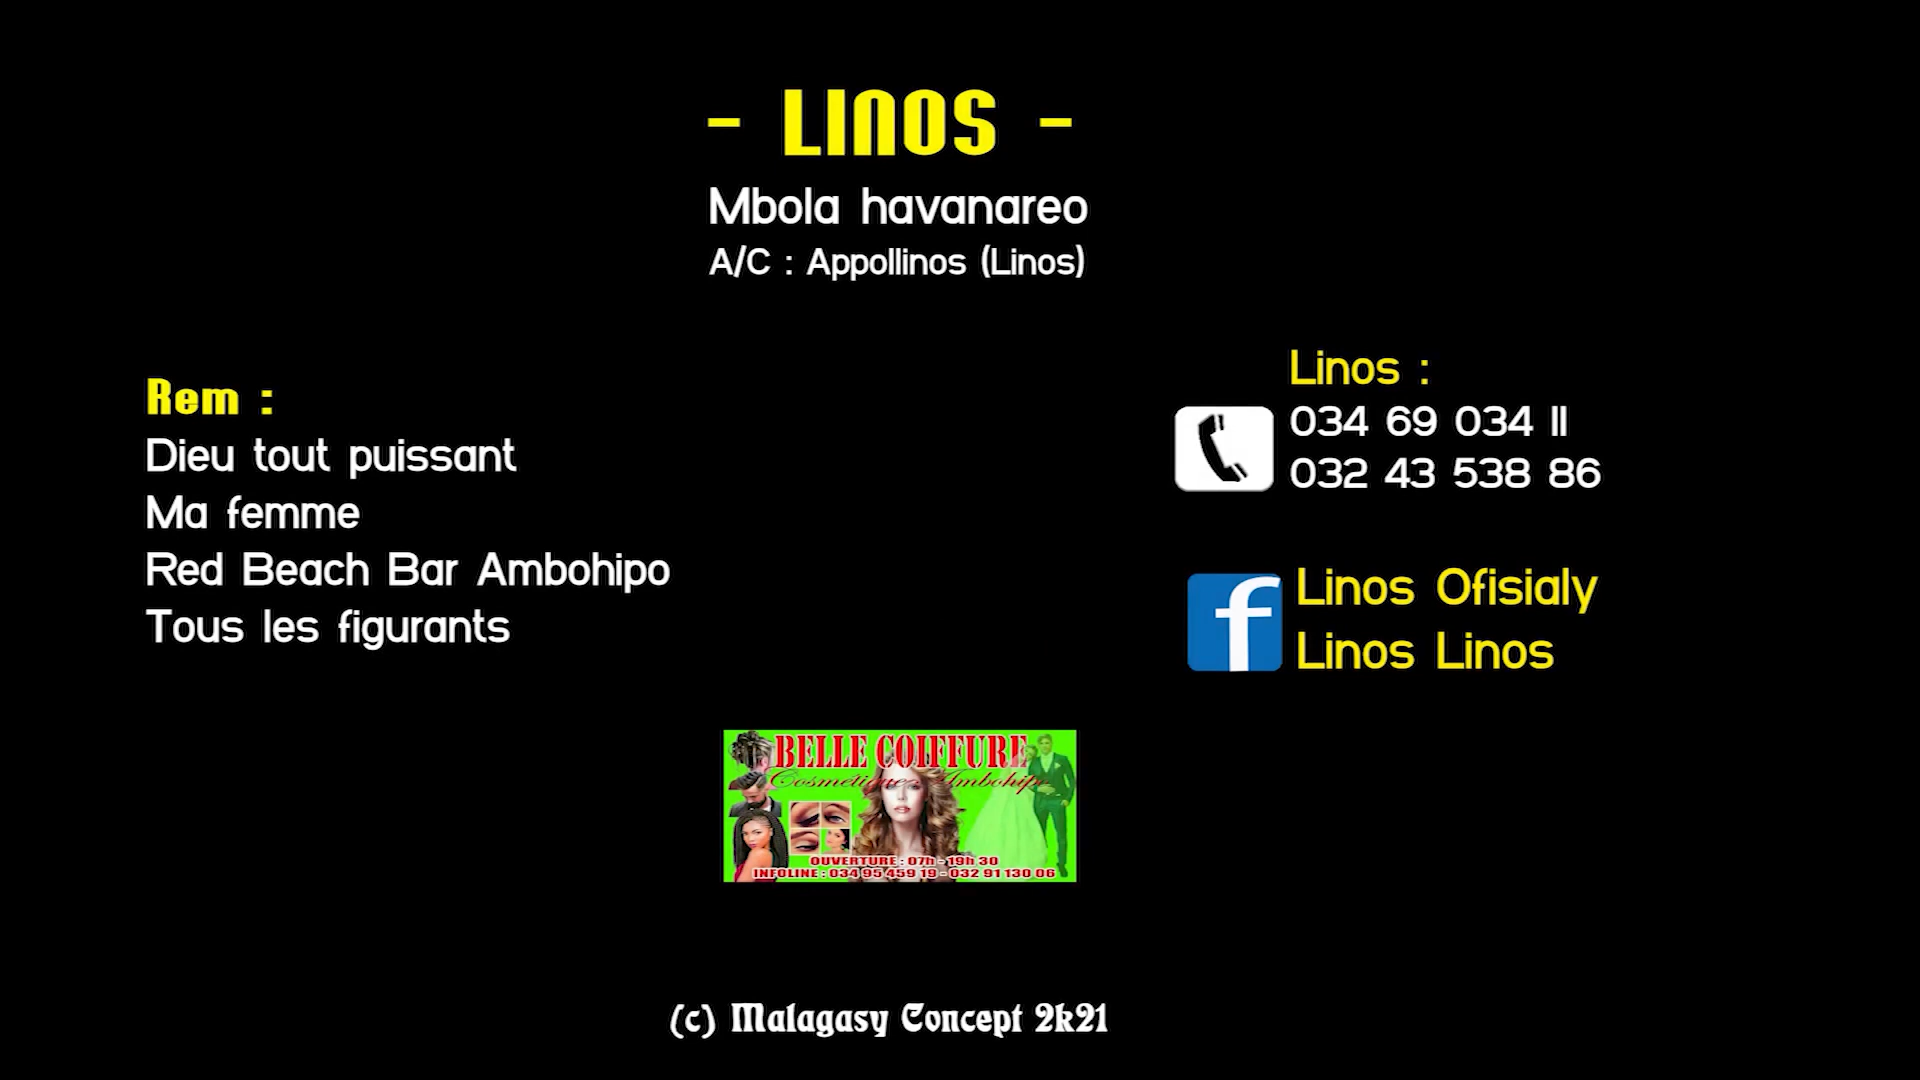 - LINOS -
Mbola havanareo
A/C : Appollinos (Linos)
Rem :
Dieu tout puissant
Ma femme
Red Beach Bar Ambohipo
Tous les figurants
Linos :
034 69 034 11
032 43 538 86
Linos Ofisialy
Linos Linos
BELLE COIFFURE
Cosmétique Ambohipo
OUVERTURE : 07h - 19h 30
INFOLINE : 034 95 459 19 - 032 91 130 06
(c) Malagasy Concept 2k21